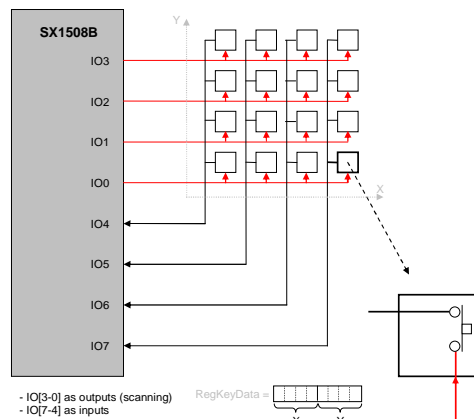 SX1508B
Y
IO3
IO2
IO1
IO0
X
IO4
IO5
IO6
IO7
- IO[3-0] as outputs (scanning)
- IO[7-4] as inputs
RegKeyData =